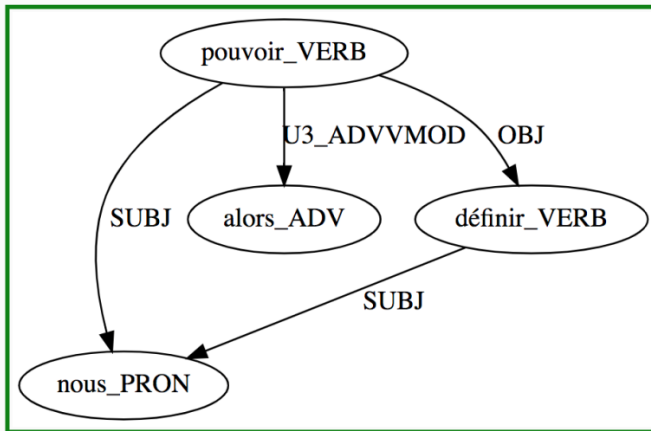 pouvoir_VERB
U3_ADVVMOD OBJ
SUBJ alors_ADV définir_VERB
SUBJ
nous_PRON